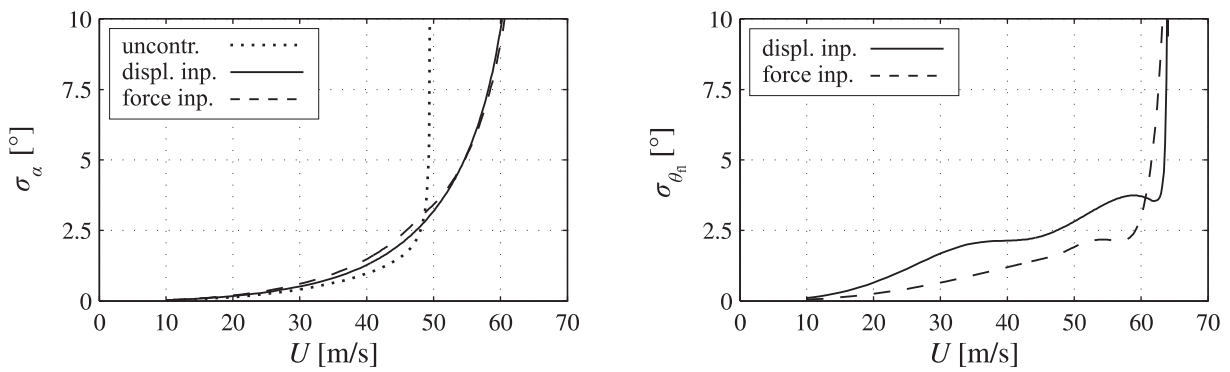 10
7.5
5
2.5
0
σα [°]
uncontr.
displ. inp.
force inp.
0 10 20 30 40 50 60 70
U [m/s]
10
7.5
5
2.5
0
σθfl [°]
displ. inp.
force inp.
0 10 20 30 40 50 60 70
U [m/s]